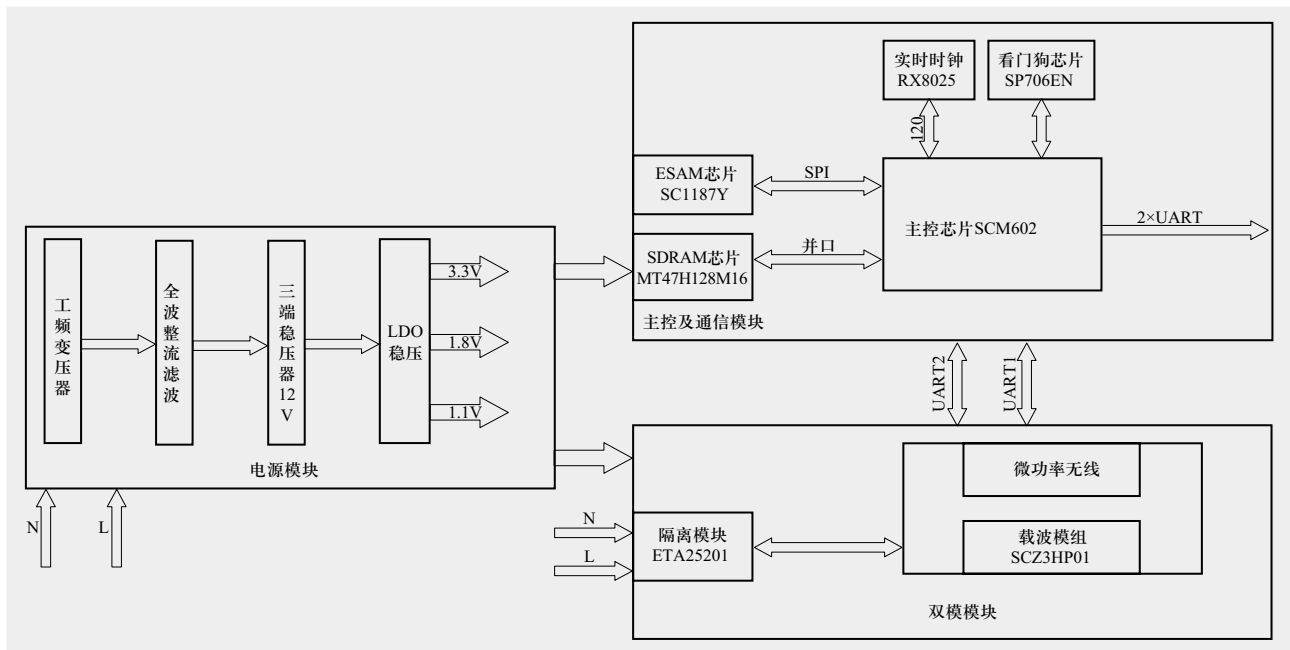 实时时钟
RX8025
看门狗芯片
SP706EN
120
ESAM芯片
SC1187Y
SPI
主控芯片SCM602
2×UART
SDRAM芯片
MT47H128M16
并口
主控及通信模块
工频变压器
全波整流滤波
三端稳压器12V
LDO
稳压
3.3V
1.8V
1.1V
电源模块
N
L
UART2
UART1
微功率无线
载波模组
SCZ3HP01
N
L
隔离模块
ETA25201
双模模块